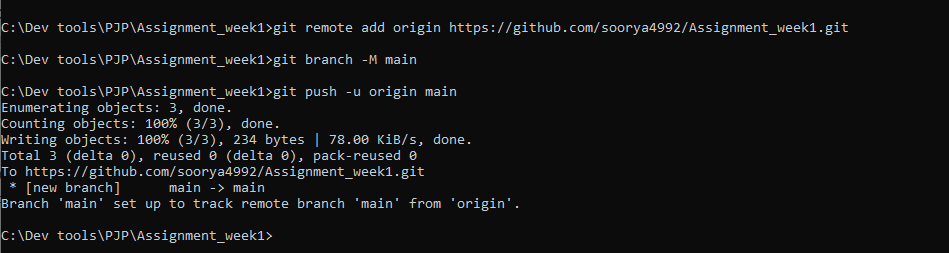 C:\Dev tools\PJP\Assignment_week1>git remote add origin https://github.com/soorya4992/Assignment_week1.git
C:\Dev tools\PJP\Assignment_week1>git branch -M main
C:\Dev tools\PJP\Assignment_week1>git push -u origin main
Enumerating objects: 3, done.
Counting objects: 100% (3/3), done.
Writing objects: 100% (3/3), 234 bytes | 78.00 KiB/s, done.
Total 3 (delta 0), reused 0 (delta 0), pack-reused 0
To https://github.com/soorya4992/Assignment_week1.git
 * [new branch]      main -> main
Branch 'main' set up to track remote branch 'main' from 'origin'.
C:\Dev tools\PJP\Assignment_week1>